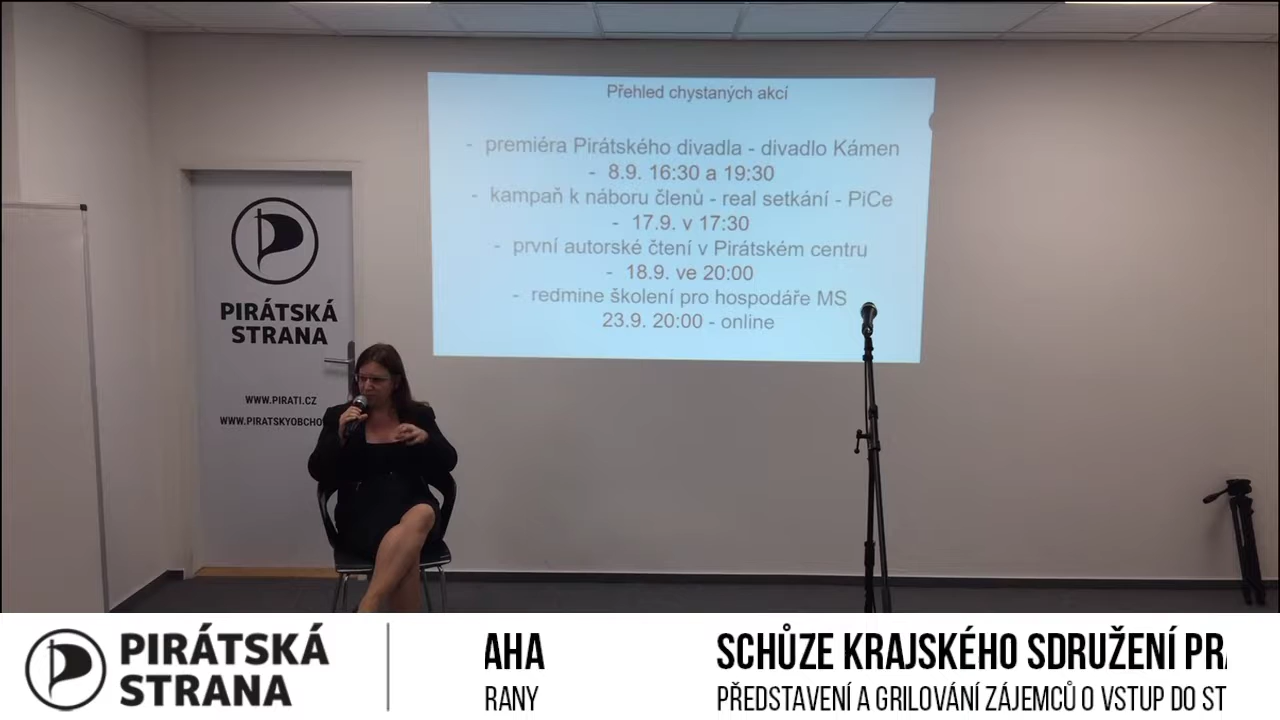 Přehled chystaných akcí
- premiéra Pirátského divadla - divadlo Kámen
- 8.9. 16:30 a 19:30
- kampaň k náboru členů - real setkání - PiCe
- 17.9. v 17:30
- první autorské čtení v Pirátském centru
- 18.9. ve 20:00
- redmine školení pro hospodáře MS
23.9. 20:00 - online
PIRÁTSKÁ
STRANA
WWW.PIRATI.CZ
WWW.PIRATSKYOBCHO
PIRÁTSKÁ
STRANA
AHA
RANY
SCHŮZE KRAJSKÉHO SDRUŽENÍ PR
PŘEDSTAVENÍ A GRILOVÁNÍ ZÁJEMCŮ O VSTUP DO ST